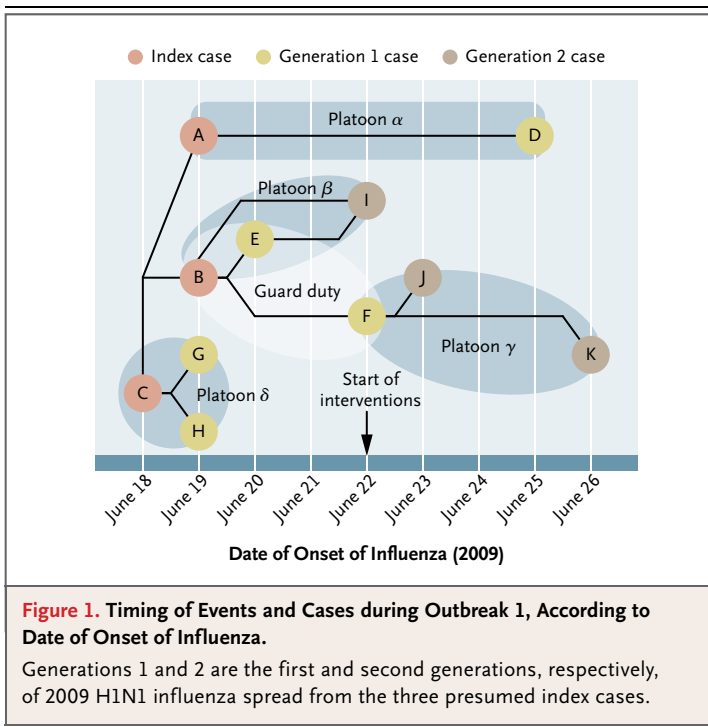 Index case
Generation 1 case
Generation 2 case
Platoon α
A
D
Platoon β
I
E
B
Guard duty
J
F
Platoon γ
G
K
C
Platoon δ
H
Start of
interventions
June 18
June 19
June 20
June 21
June 22
June 23
June 24
June 25
June 26
Date of Onset of Influenza (2009)
Figure 1. Timing of Events and Cases during Outbreak 1, According to
Date of Onset of Influenza.
Generations 1 and 2 are the first and second generations, respectively,
of 2009 H1N1 influenza spread from the three presumed index cases.